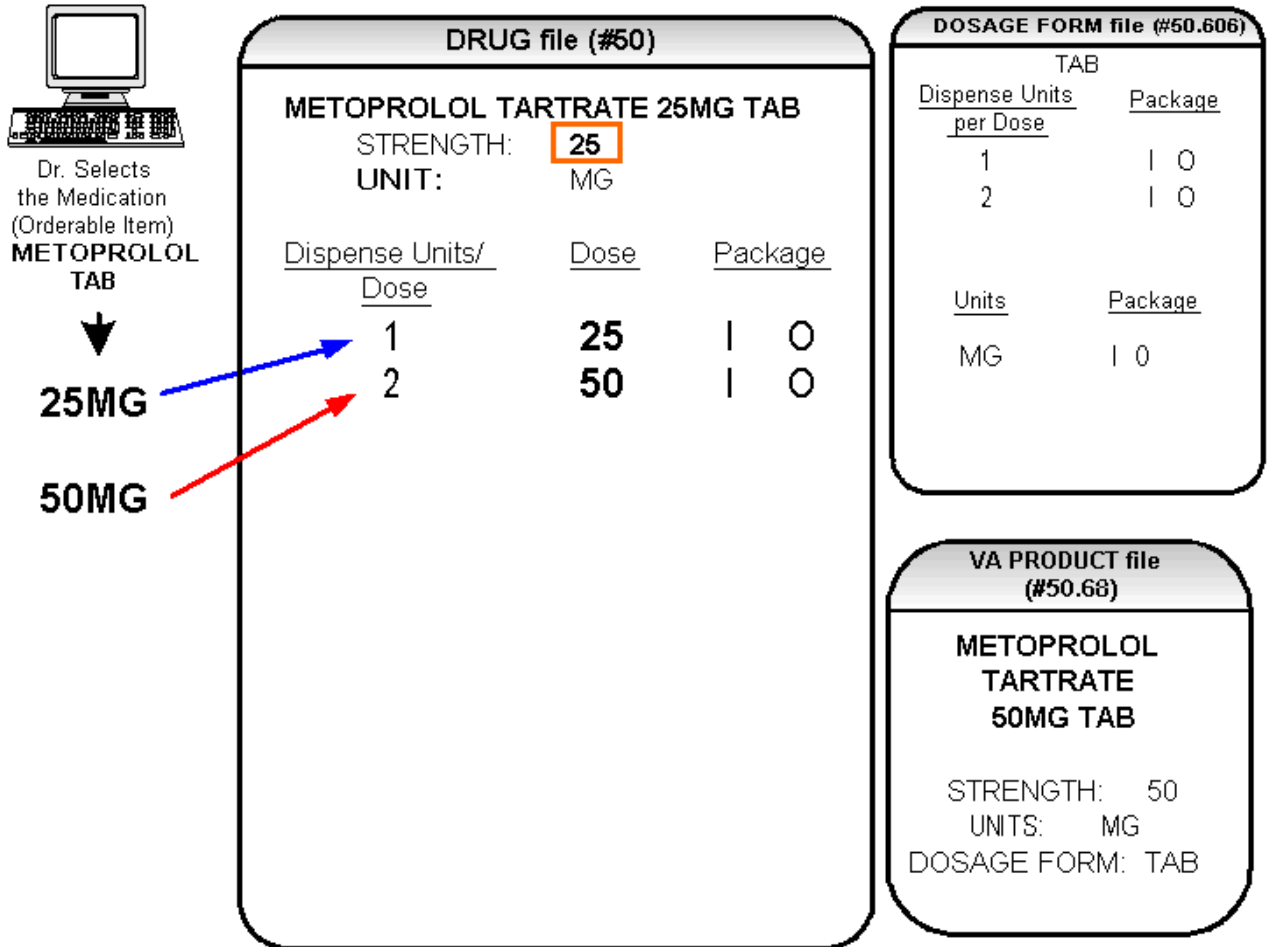 Dr. Selects
the Medication
(Orderable Item)
METOPROLOL
TAB
25MG
50MG
DRUG file (#50)
METOPROLOL TARTRATE 25MG TAB
STRENGTH: 25
UNIT: MG
Dispense Units/ Dose Package
Dose
1 25 I O
2 50 I O
DOSAGE FORM file (#50.606)
TAB
Dispense Units Package
per Dose
1 I O
2 I O
Units Package
MG I 0
VA PRODUCT file
(#50.68)
METOPROLOL
TARTRATE
50MG TAB
STRENGTH: 50
UNITS: MG
DOSAGE FORM: TAB